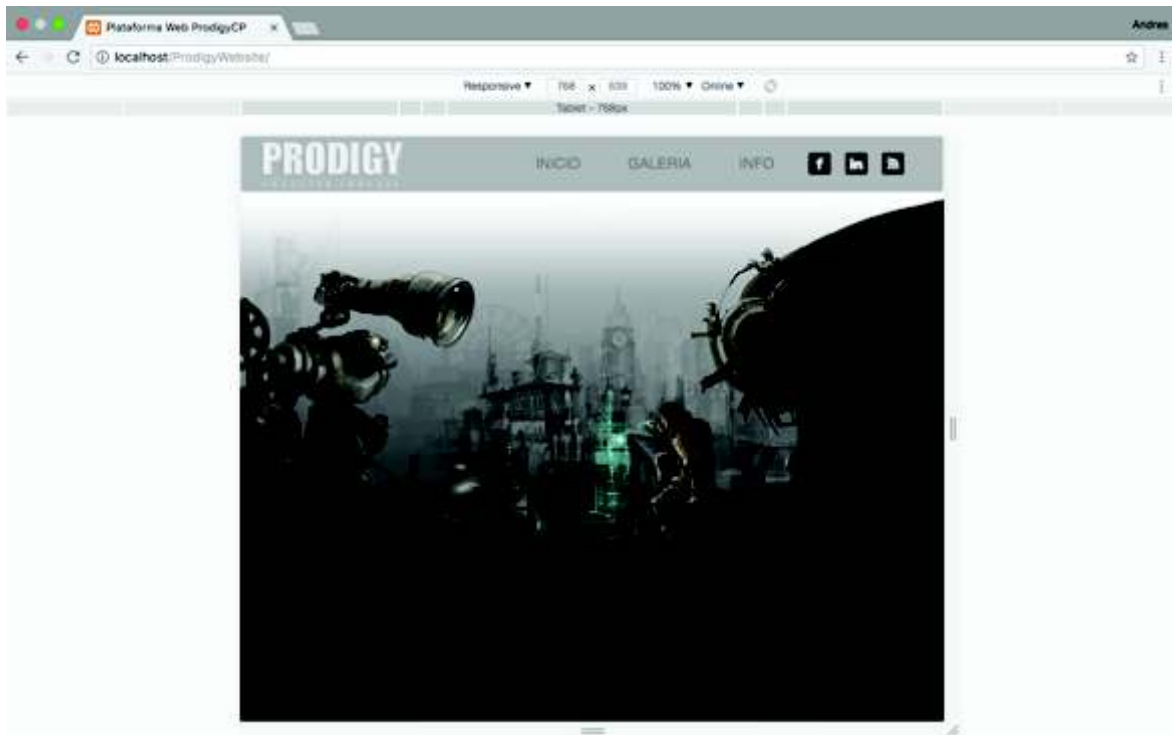 Plataforma Web ProdigyCP
Andres
localhost/ProdigyWebsite/
Responsive 768 x 100% Online
Tablet – 768px
PRODIGY
INICIO GALERIA INFO